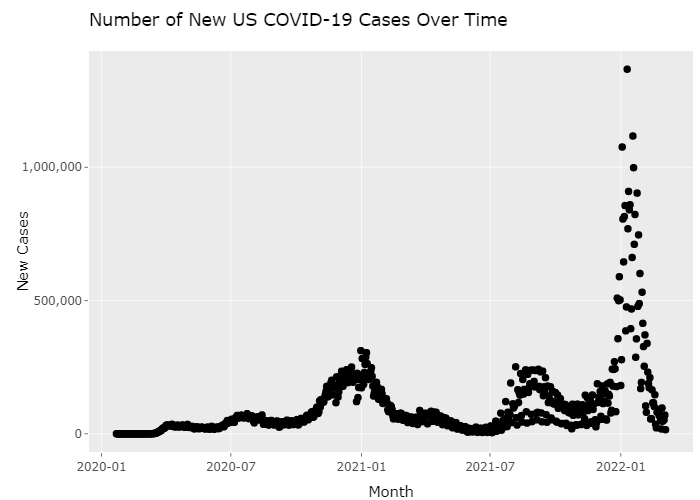 Number of New US COVID-19 Cases Over Time
New Cases
1,000,000
500,000
0
2020-01
2020-07
2021-01
2021-07
2022-01
Month